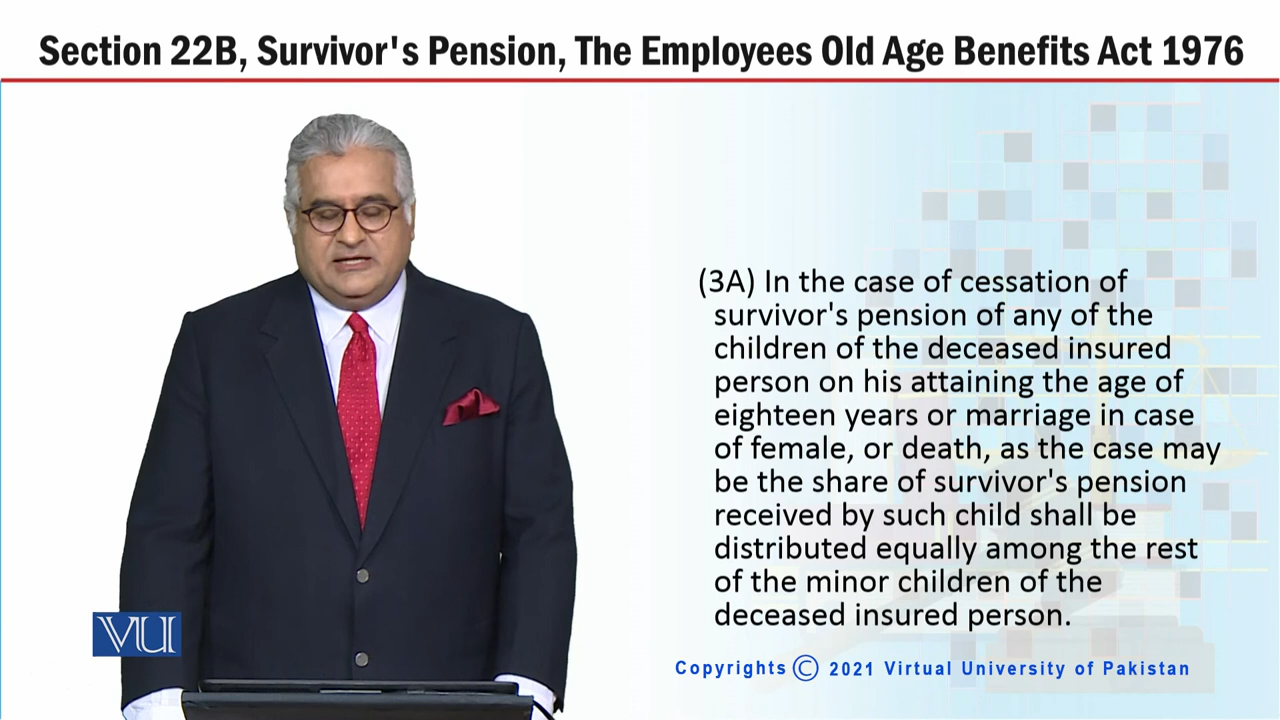 Section 22B, Survivor's Pension, The Employees Old Age Benefits Act 1976
(3A) In the case of cessation of
survivor's pension of any of the
children of the deceased insured
person on his attaining the age of
eighteen years or marriage in case
of female, or death, as the case may
be the share of survivor's pension
received by such child shall be
distributed equally among the rest
of the minor children of the
deceased insured person.
VU
Copyrights © 2021 Virtual University of Pakistan